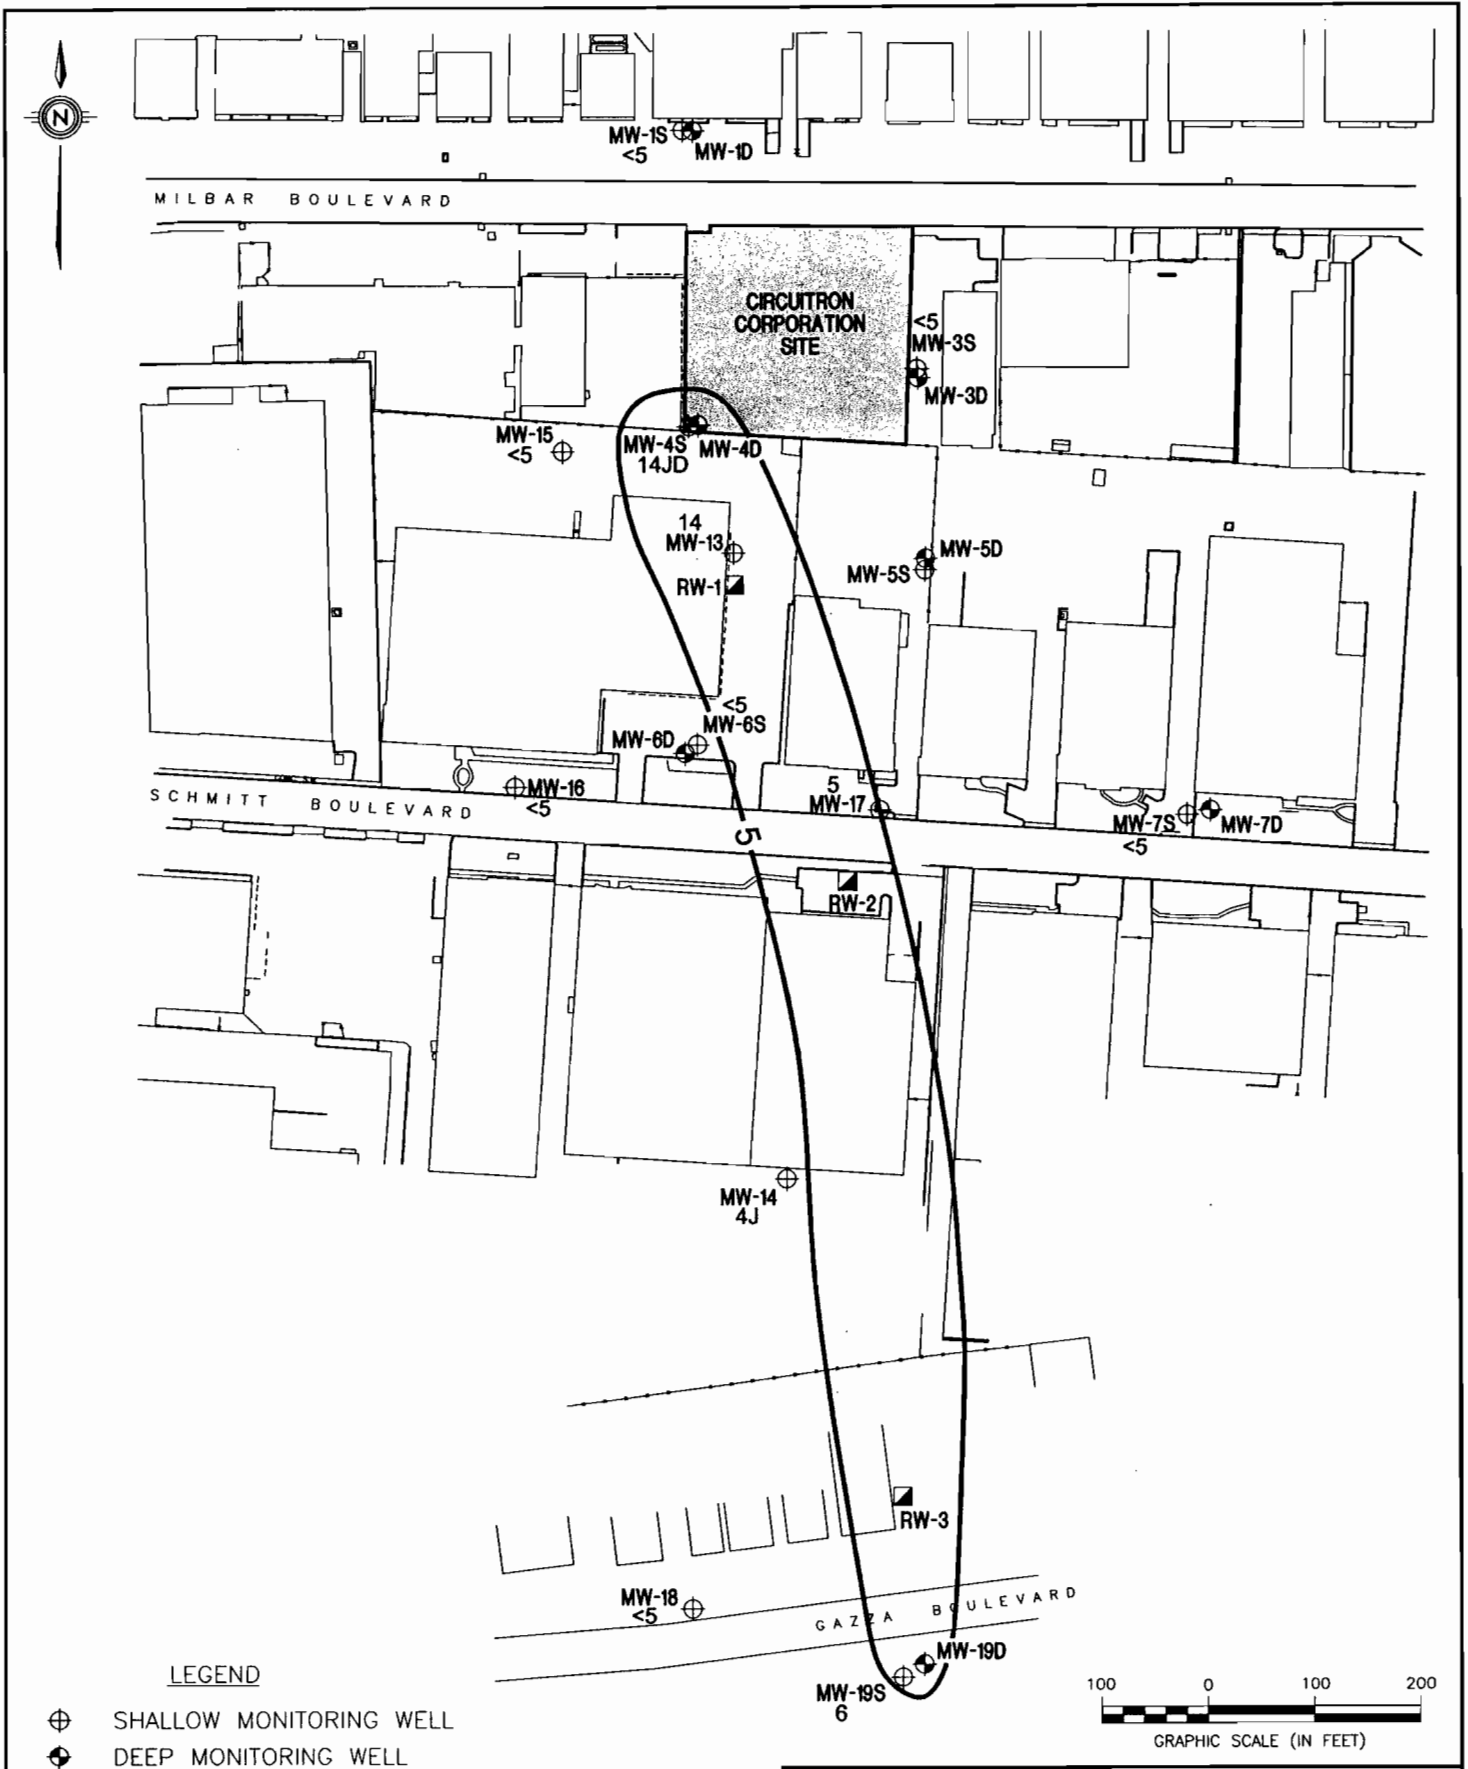 N
MW-1S
<5
MW-1D
MILBAR BOULEVARD
CIRCUITRON
CORPORATION
SITE
<5
MW-3S
MW-3D
MW-15
<5
MW-4S
14JD
MW-4D
14
MW-13
RW-1
MW-5D
MW-5S
<5
MW-6S
MW-6D
MW-16
<5
SCHMITT BOULEVARD
5
5
MW-17
MW-7S
<5
MW-7D
RW-2
MW-14
4J
RW-3
MW-18
<5
GAZZA BOULEVARD
MW-19D
MW-19S
6
LEGEND
SHALLOW MONITORING WELL
DEEP MONITORING WELL
100 0 100 200
GRAPHIC SCALE (IN FEET)